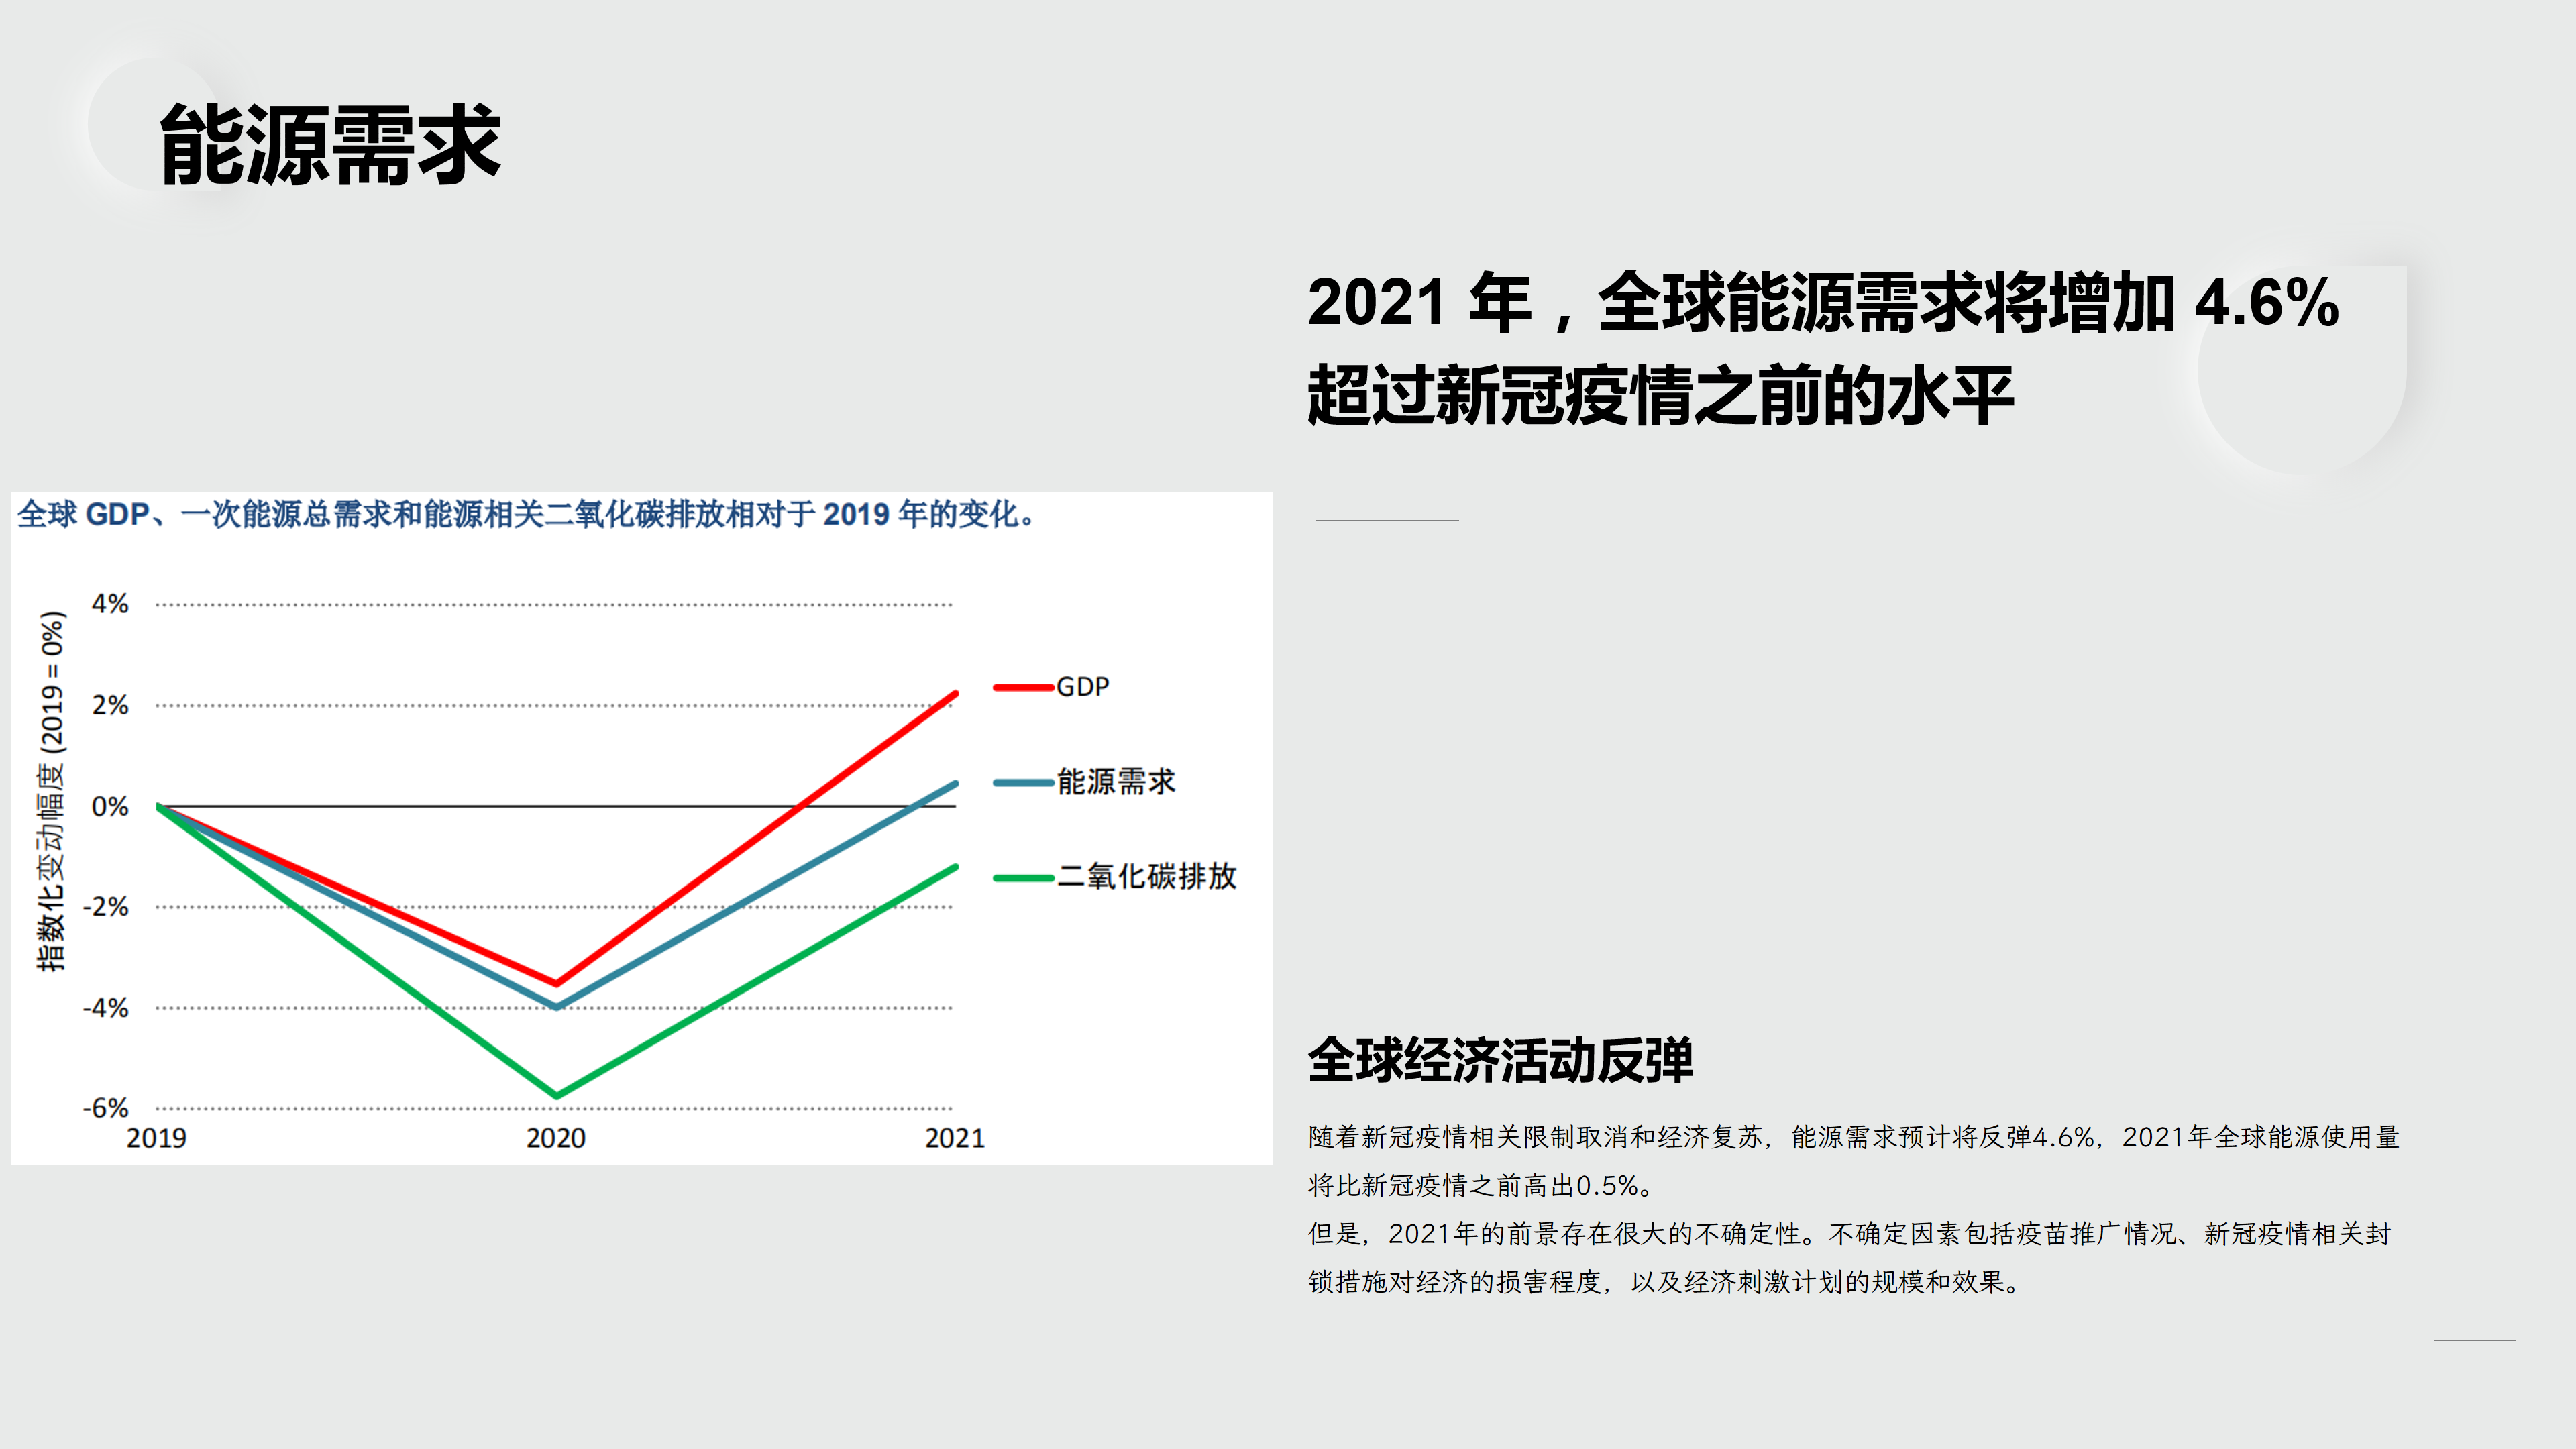 能源需求
2021 年，全球能源需求将增加 4.6%
超过新冠疫情之前的水平
全球 GDP、一次能源总需求和能源相关二氧化碳排放相对于 2019 年的变化。
指数化变动幅度 (2019 = 0%)
4%
2%
0%
-2%
-4%
-6%
2019
2020
2021
GDP
能源需求
二氧化碳排放
全球经济活动反弹
随着新冠疫情相关限制取消和经济复苏，能源需求预计将反弹4.6%，2021年全球能源使用量
将比新冠疫情之前高出0.5%。
但是，2021年的前景存在很大的不确定性。不确定因素包括疫苗推广情况、新冠疫情相关封
锁措施对经济的损害程度，以及经济刺激计划的规模和效果。